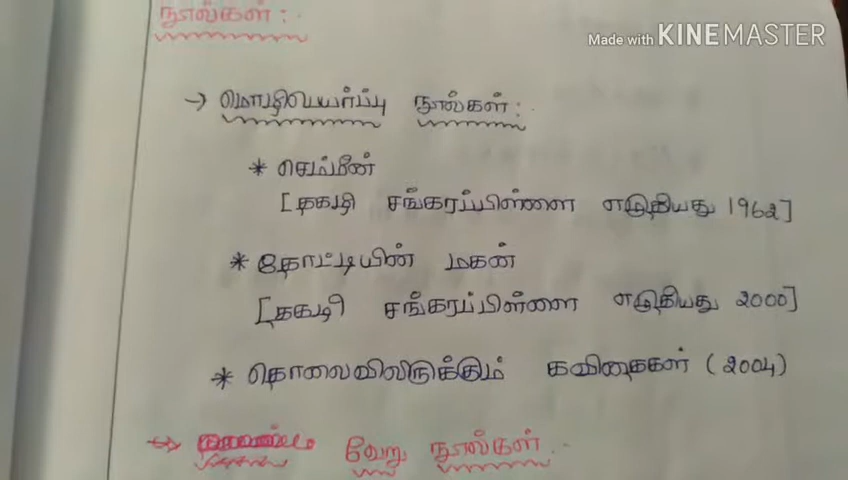 நூல்கள் :-
Made with KINEMASTER
→ மொழிபெயர்ப்பு நூல்கள் :-
* செம்மீன்
[தகழி சங்கரப்பிள்ளை எழுதியது 1962]
* தோட்டியின் மகன்
[தகழி சங்கரப்பிள்ளை எழுதியது 2000]
* தொலைவிலிருக்கும் கவிதைகள் (2004)
→ வேறு நூல்கள் :-